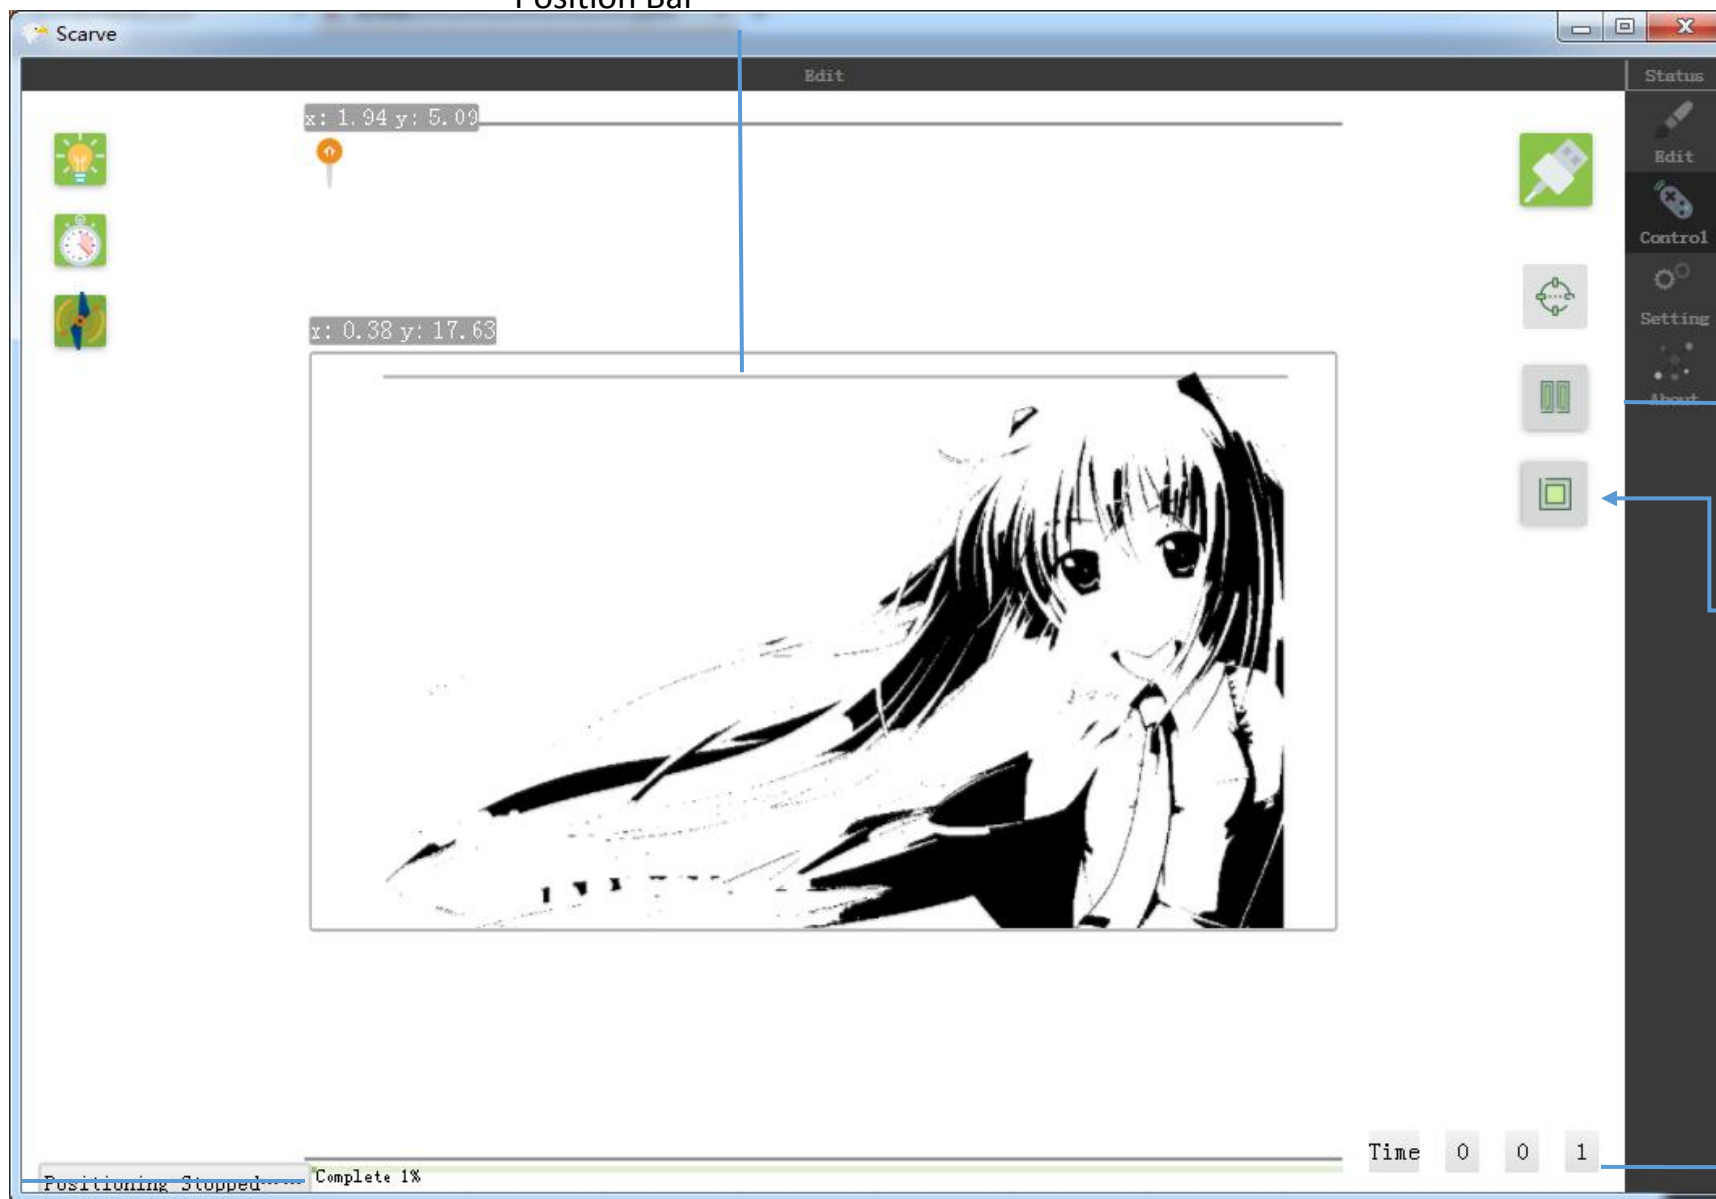 Position Bar
Scarve
Edit
Status
x: 1.94 y: 5.09
Edit
Control
Setting
x: 0.38 y: 17.63
About
Time 0 0 1
Complete 1%
Positioning Stopped